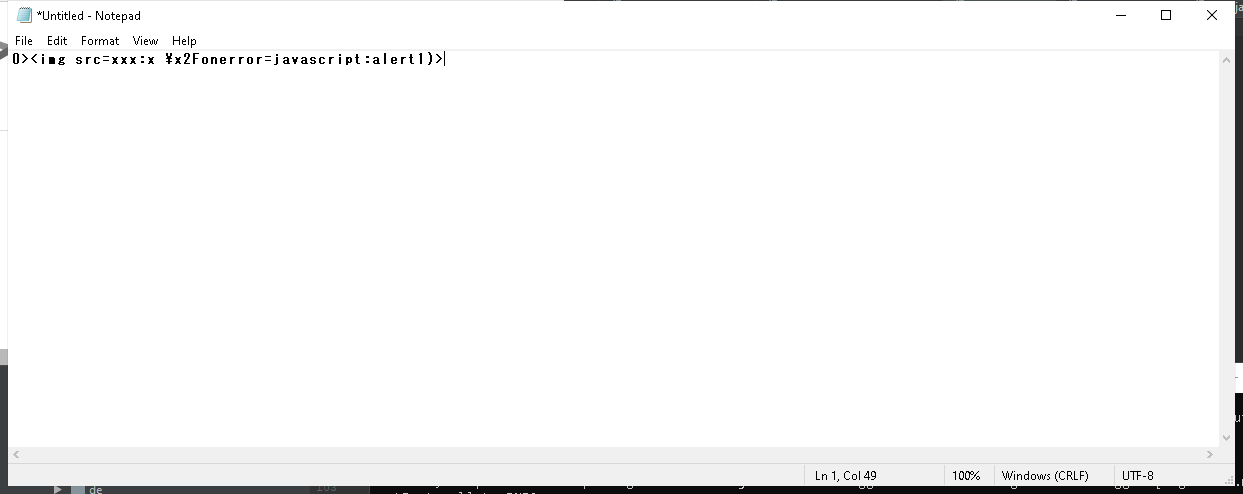 *Untitled - Notepad
File Edit Format View Help
0><img src=xxx:x ¥x2Fonerror=javascript:alert1)>
Ln 1, Col 49 100% Windows (CRLF) UTF-8
de
103